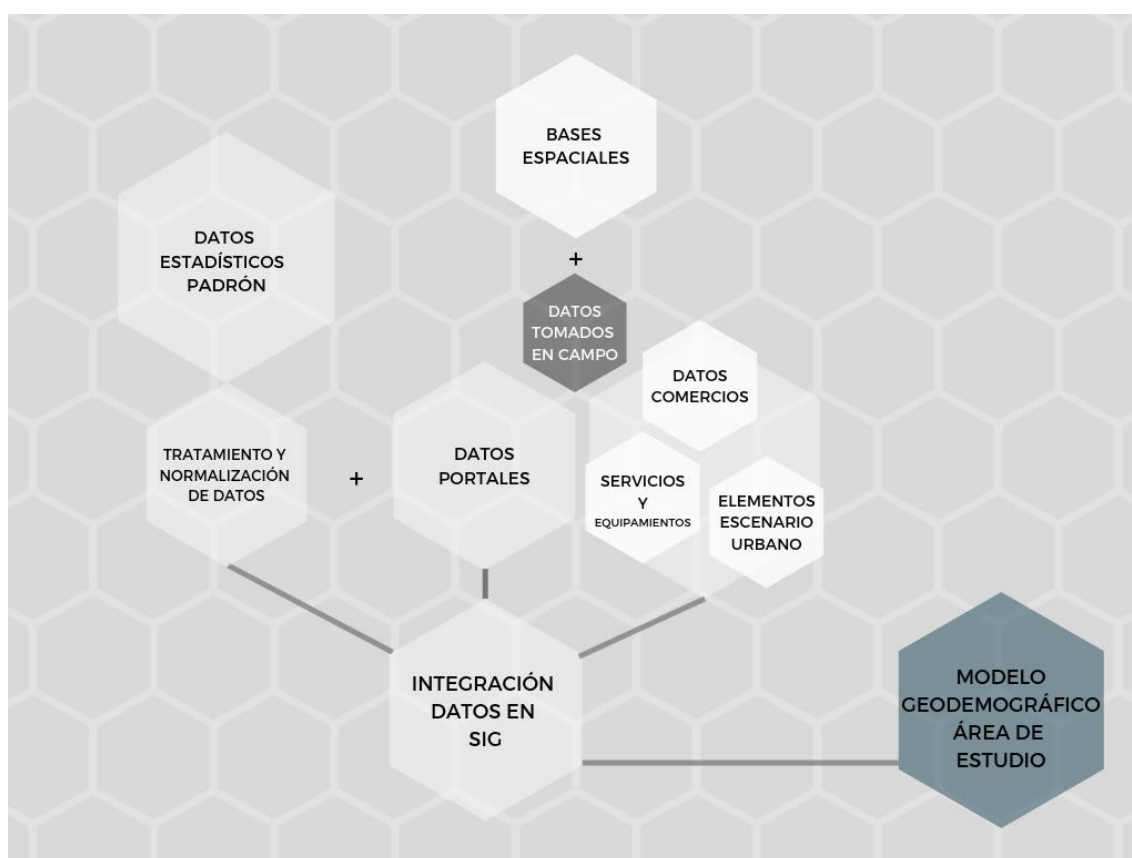 BASES
ESPACIALES
+
DATOS
ESTADÍSTICOS
PADRÓN
DATOS
TOMADOS
EN CAMPO
DATOS
COMERCIOS
TRATAMIENTO Y
NORMALIZACIÓN
DE DATOS
+
DATOS
PORTALES
SERVICIOS
Y
EQUIPAMIENTOS
ELEMENTOS
ESCENARIO
URBANO
INTEGRACIÓN
DATOS EN
SIG
MODELO
GEODEMOGRÁFICO
ÁREA DE
ESTUDIO